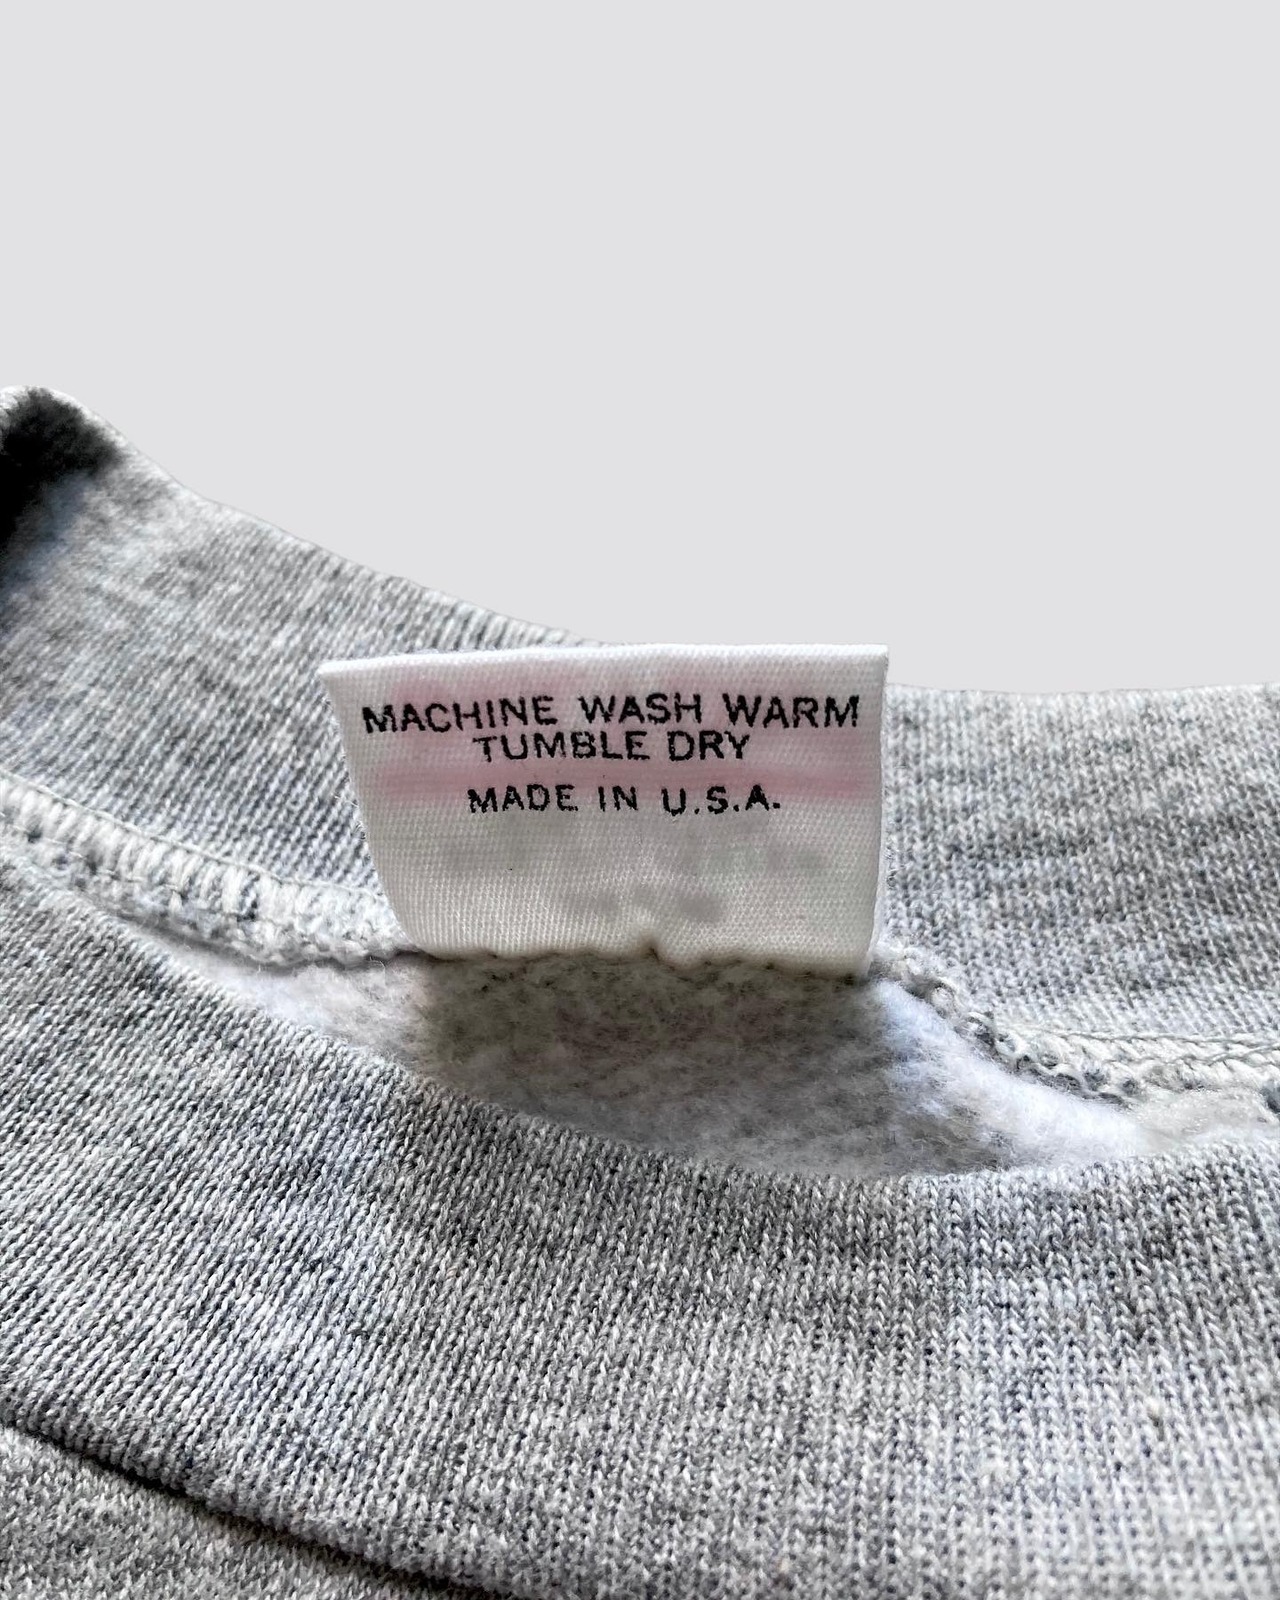 MACHINE WASH WARM
TUMBLE DRY
MADE IN U.S.A.